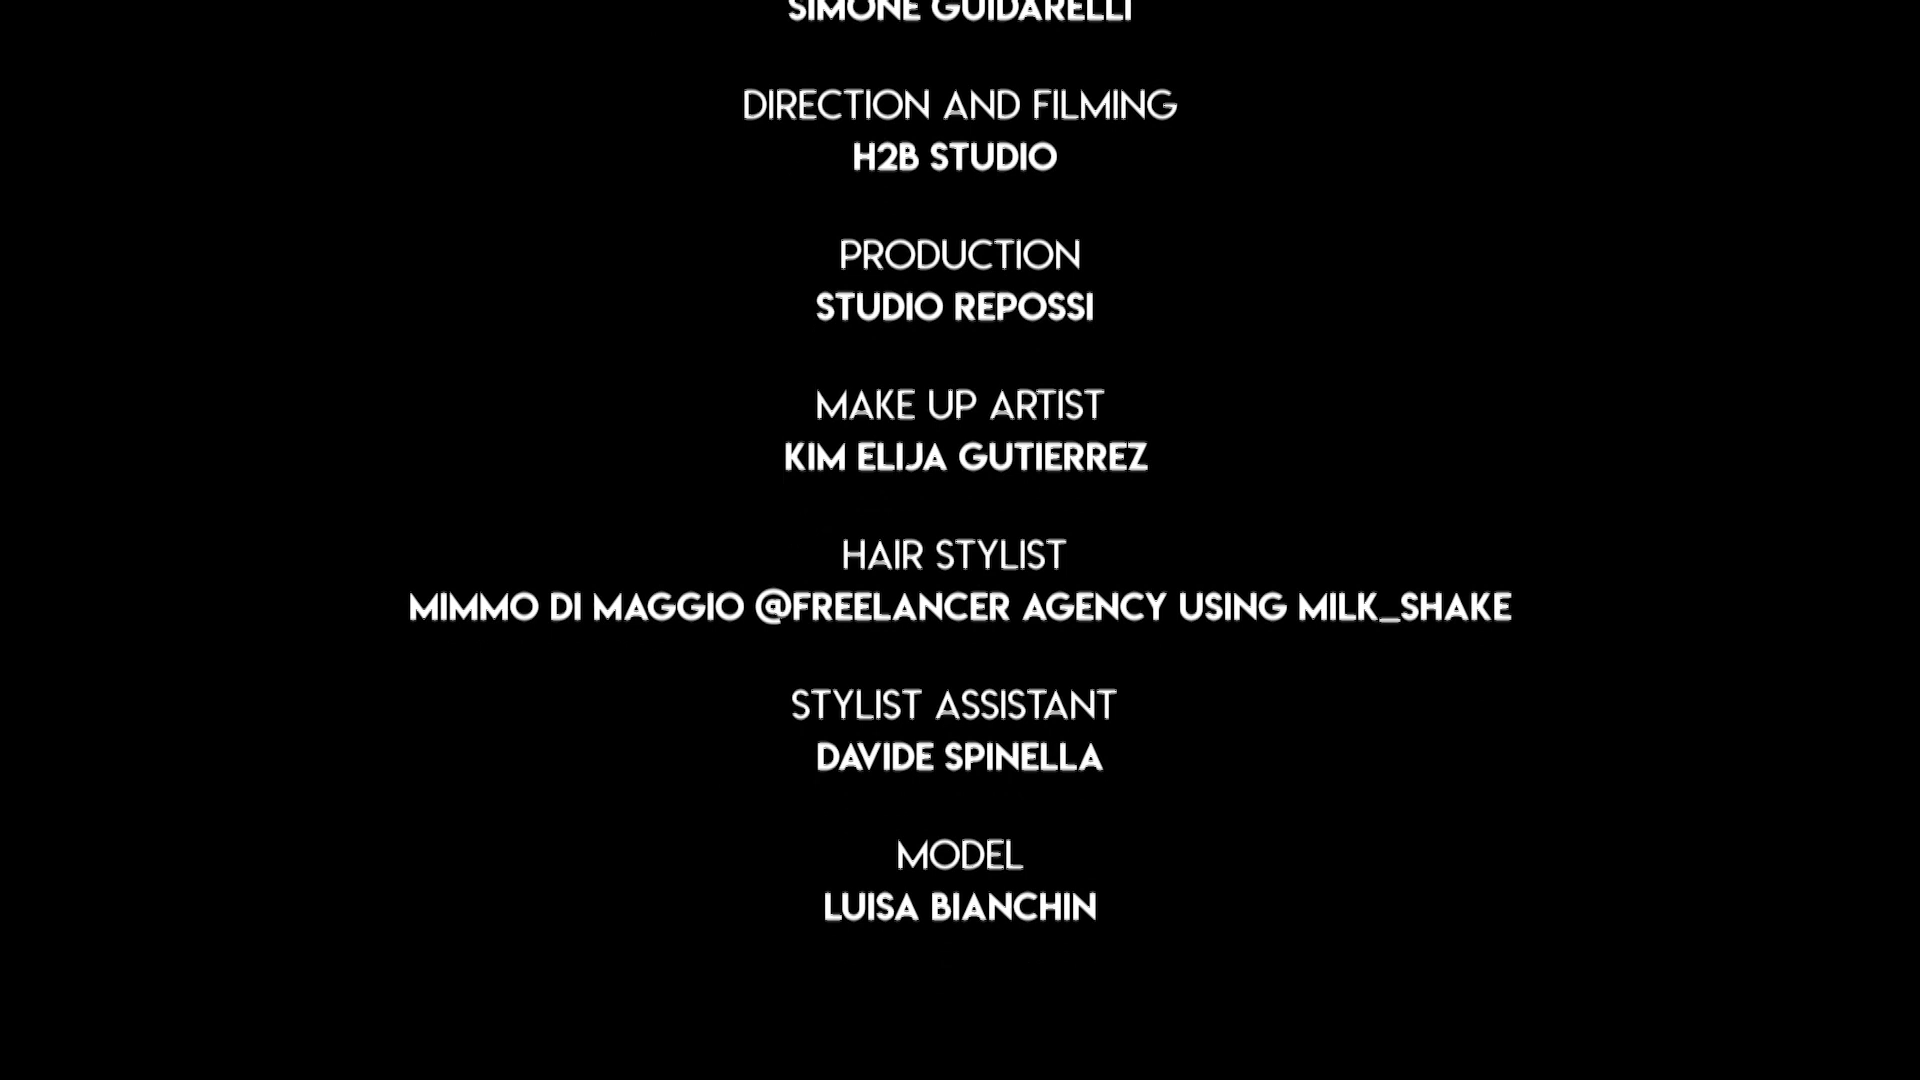 SIMONE GUIDARELLI
DIRECTION AND FILMING
H2B STUDIO
PRODUCTION
STUDIO REPOSSI
MAKE UP ARTIST
KIM ELIJA GUTIERREZ
HAIR STYLIST
MIMMO DI MAGGIO @FREELANCER AGENCY USING MILK_SHAKE
STYLIST ASSISTANT
DAVIDE SPINELLA
MODEL
LUISA BIANCHIN